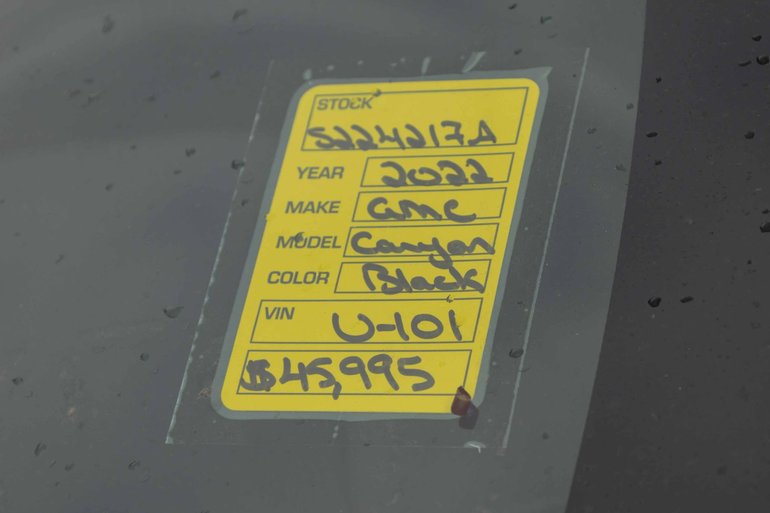 STOCK
S224217A
YEAR 2022
MAKE GMC
MODEL Canyon
COLOR Black
VIN U-101
$45,995